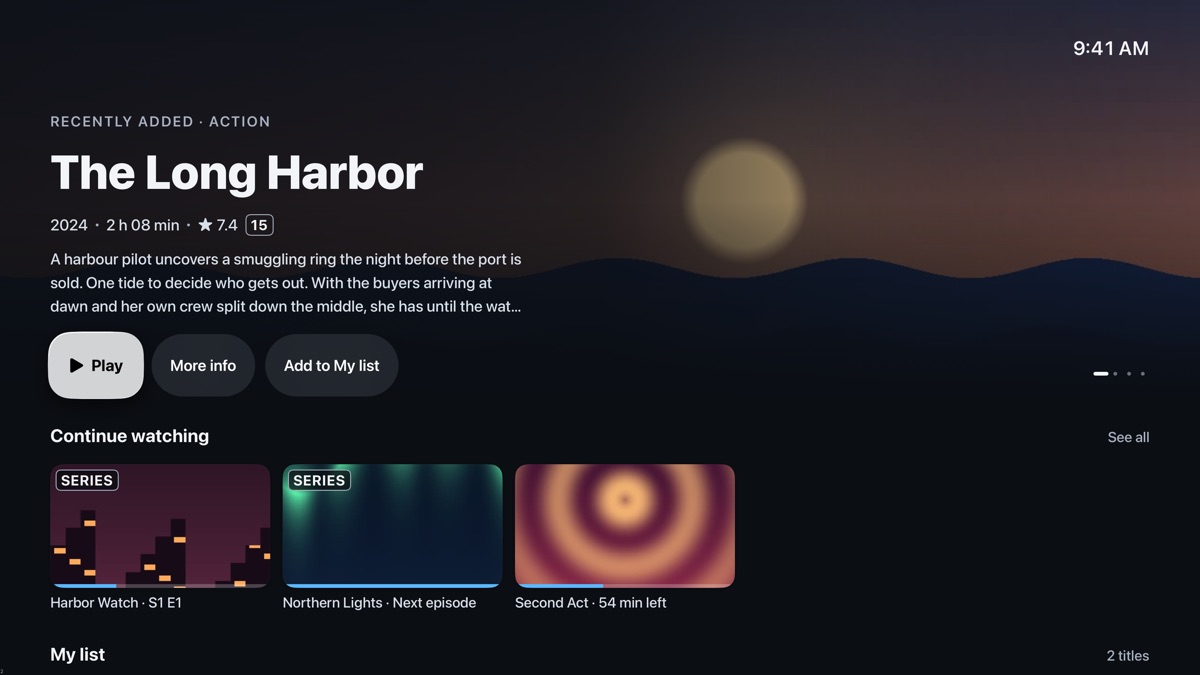 9:41 AM
RECENTLY ADDED · ACTION
The Long Harbor
2024 · 2 h 08 min · ★ 7.4 15
A harbour pilot uncovers a smuggling ring the night before the port is
sold. One tide to decide who gets out. With the buyers arriving at
dawn and her own crew split down the middle, she has until the wat…
Play More info Add to My list
Continue watching See all
SERIES SERIES
Harbor Watch · S1 E1 Northern Lights · Next episode Second Act · 54 min left
My list 2 titles